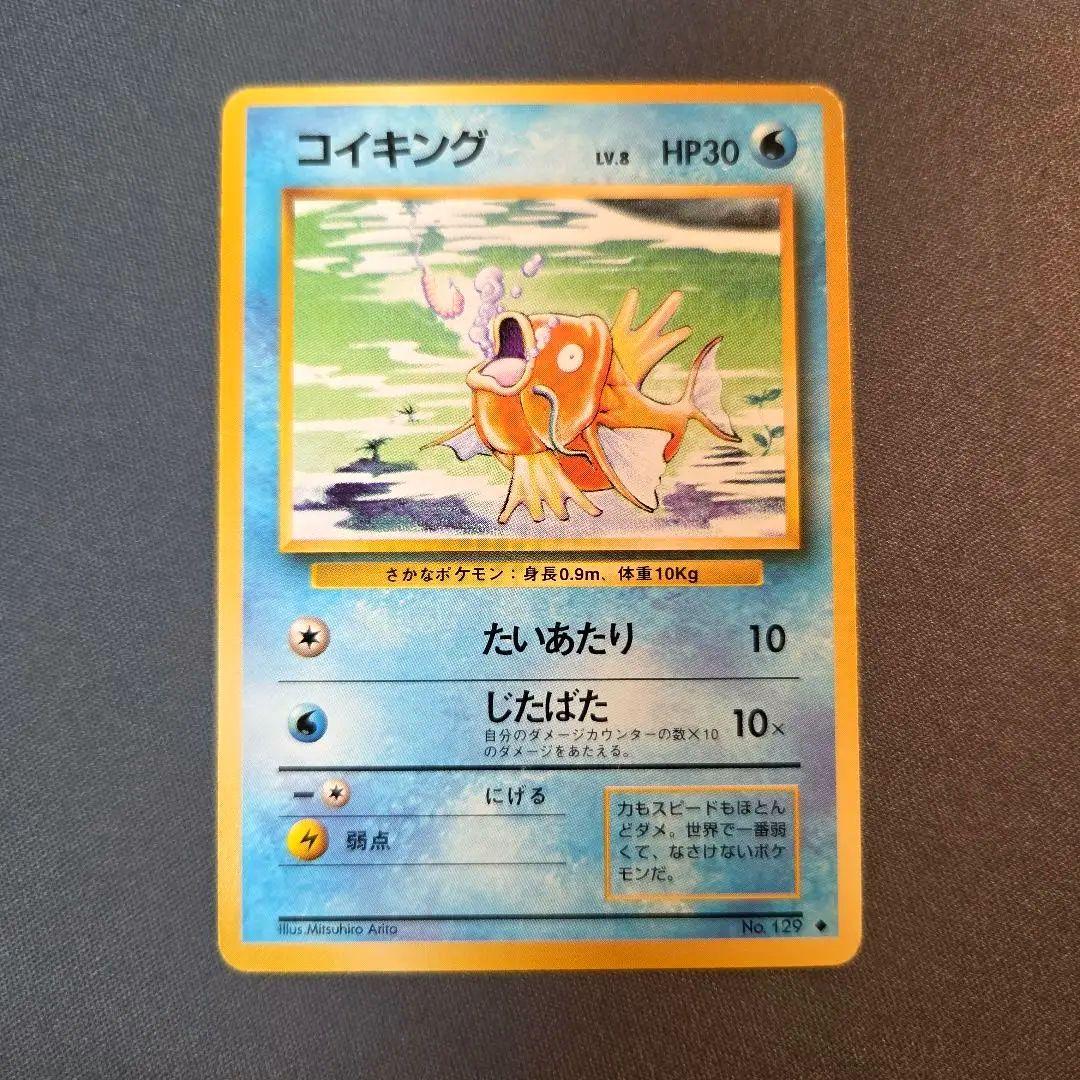 コイキング LV.8 HP30
さかなポケモン：身長0.9m、体重10Kg
たいあたり 10
じたばた 10×
自分のダメージカウンターの数×10
のダメージをあたえる。
にげる
弱点
力もスピードもほとん
どダメ。世界で一番弱
くて、なさけないポケ
モンだ。
Illus.Mitsuhiro Arita No. 129